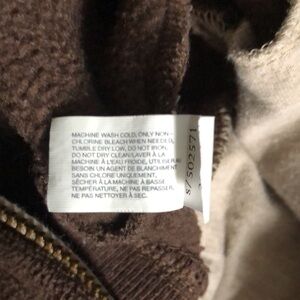 MACHINE WASH COLD, ONLY NON-
CHLORINE BLEACH WHEN NEEDED,
TUMBLE DRY LOW, DO NOT IRON,
DO NOT DRY CLEAN/LAVER À LA
MACHINE À L'EAU FROIDE, UTILISER AU
BESOIN UN AGENT DE BLANCHIMENT
SANS CHLORE UNIQUEMENT,
SÉCHER À LA MACHINE À BASSE
TEMPÉRATURE, NE PAS REPASSER,
NE PAS NETTOYER À SEC.
S/502571